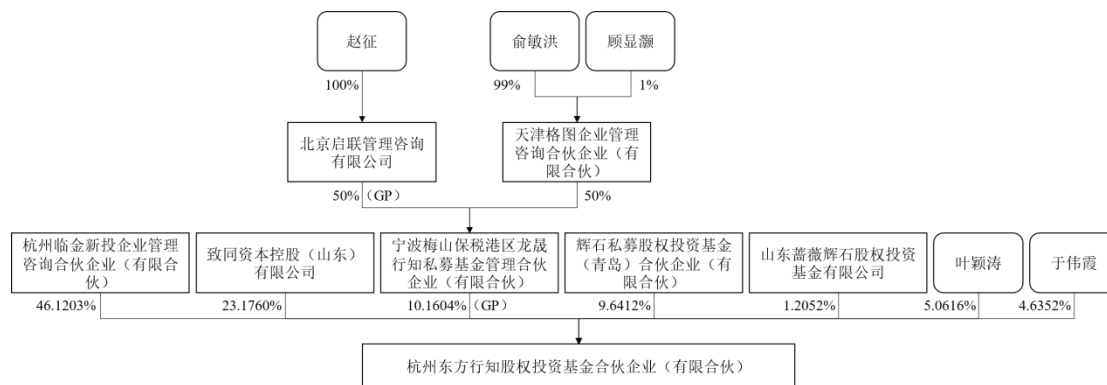 赵征
俞敏洪
顾显灏
100%
99%
1%
北京启联管理咨询
有限公司
天津格图企业管理
咨询合伙企业（有
限合伙）
50%（GP）
50%
杭州临金新投企业管理
咨询合伙企业（有限合
伙）
致同资本控股（山东）
有限公司
宁波梅山保税港区龙晟
行知私募基金管理合伙
企业（有限合伙）
辉石私募股权投资基金
（青岛）合伙企业（有
限合伙）
山东蔷薇辉石股权投资
基金有限公司
叶颖涛
于伟霞
46.1203%
23.1760%
10.1604%（GP）
9.6412%
1.2052%
5.0616%
4.6352%
杭州东方行知股权投资基金合伙企业（有限合伙）